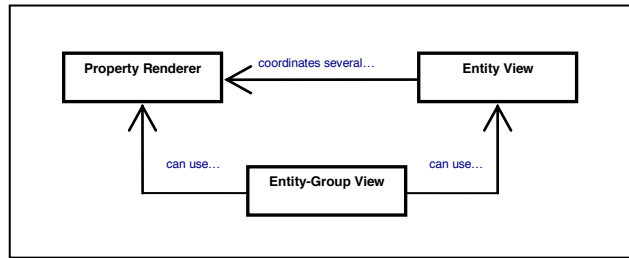 coordinates several…
Property Renderer
Entity View
can use…
can use…
Entity-Group View